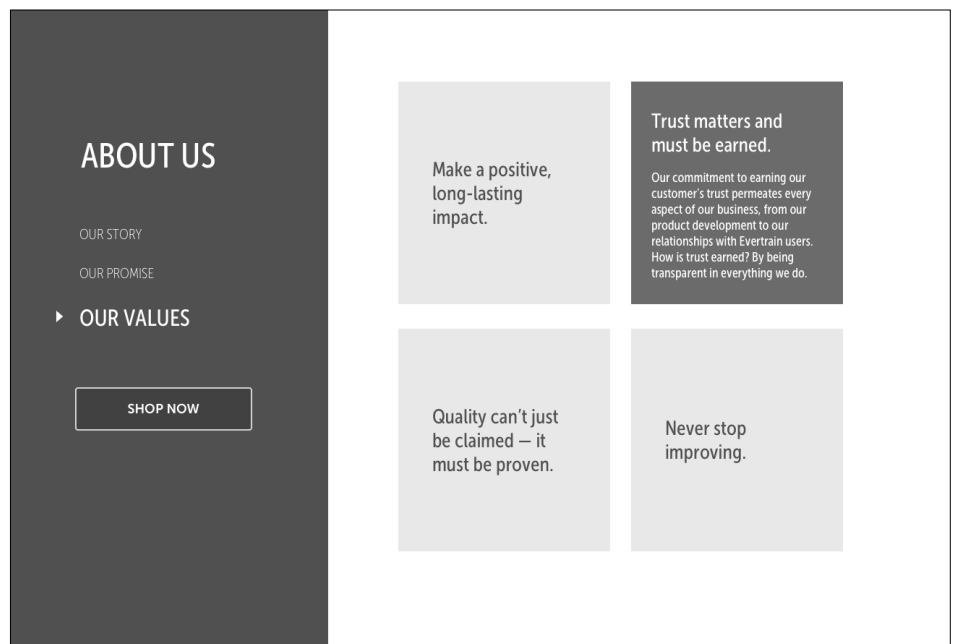 ABOUT US
OUR STORY
OUR PROMISE
OUR VALUES
SHOP NOW
Make a positive,
long-lasting
impact.
Trust matters and
must be earned.
Our commitment to earning our
customer's trust permeates every
aspect of our business, from our
product development to our
relationships with Evertrain users.
How is trust earned? By being
transparent in everything we do.
Quality can't just
be claimed — it
must be proven.
Never stop
improving.